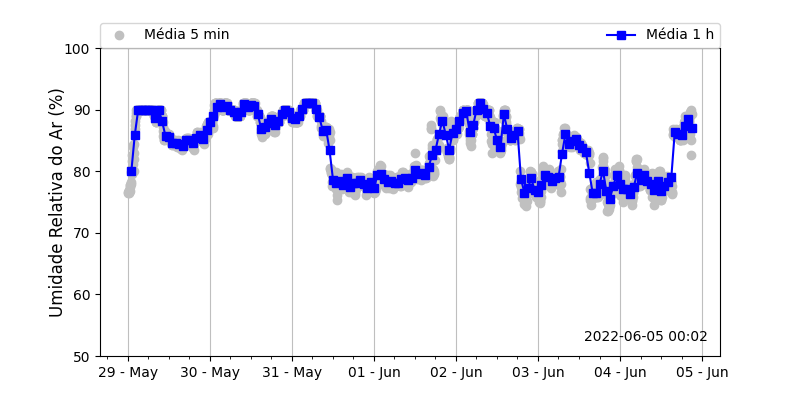 Média 5 min
Média 1 h
Umidade Relativa do Ar (%)
100
90
80
70
60
50
2022-06-05 00:02
29 - May
30 - May
31 - May
01 - Jun
02 - Jun
03 - Jun
04 - Jun
05 - Jun